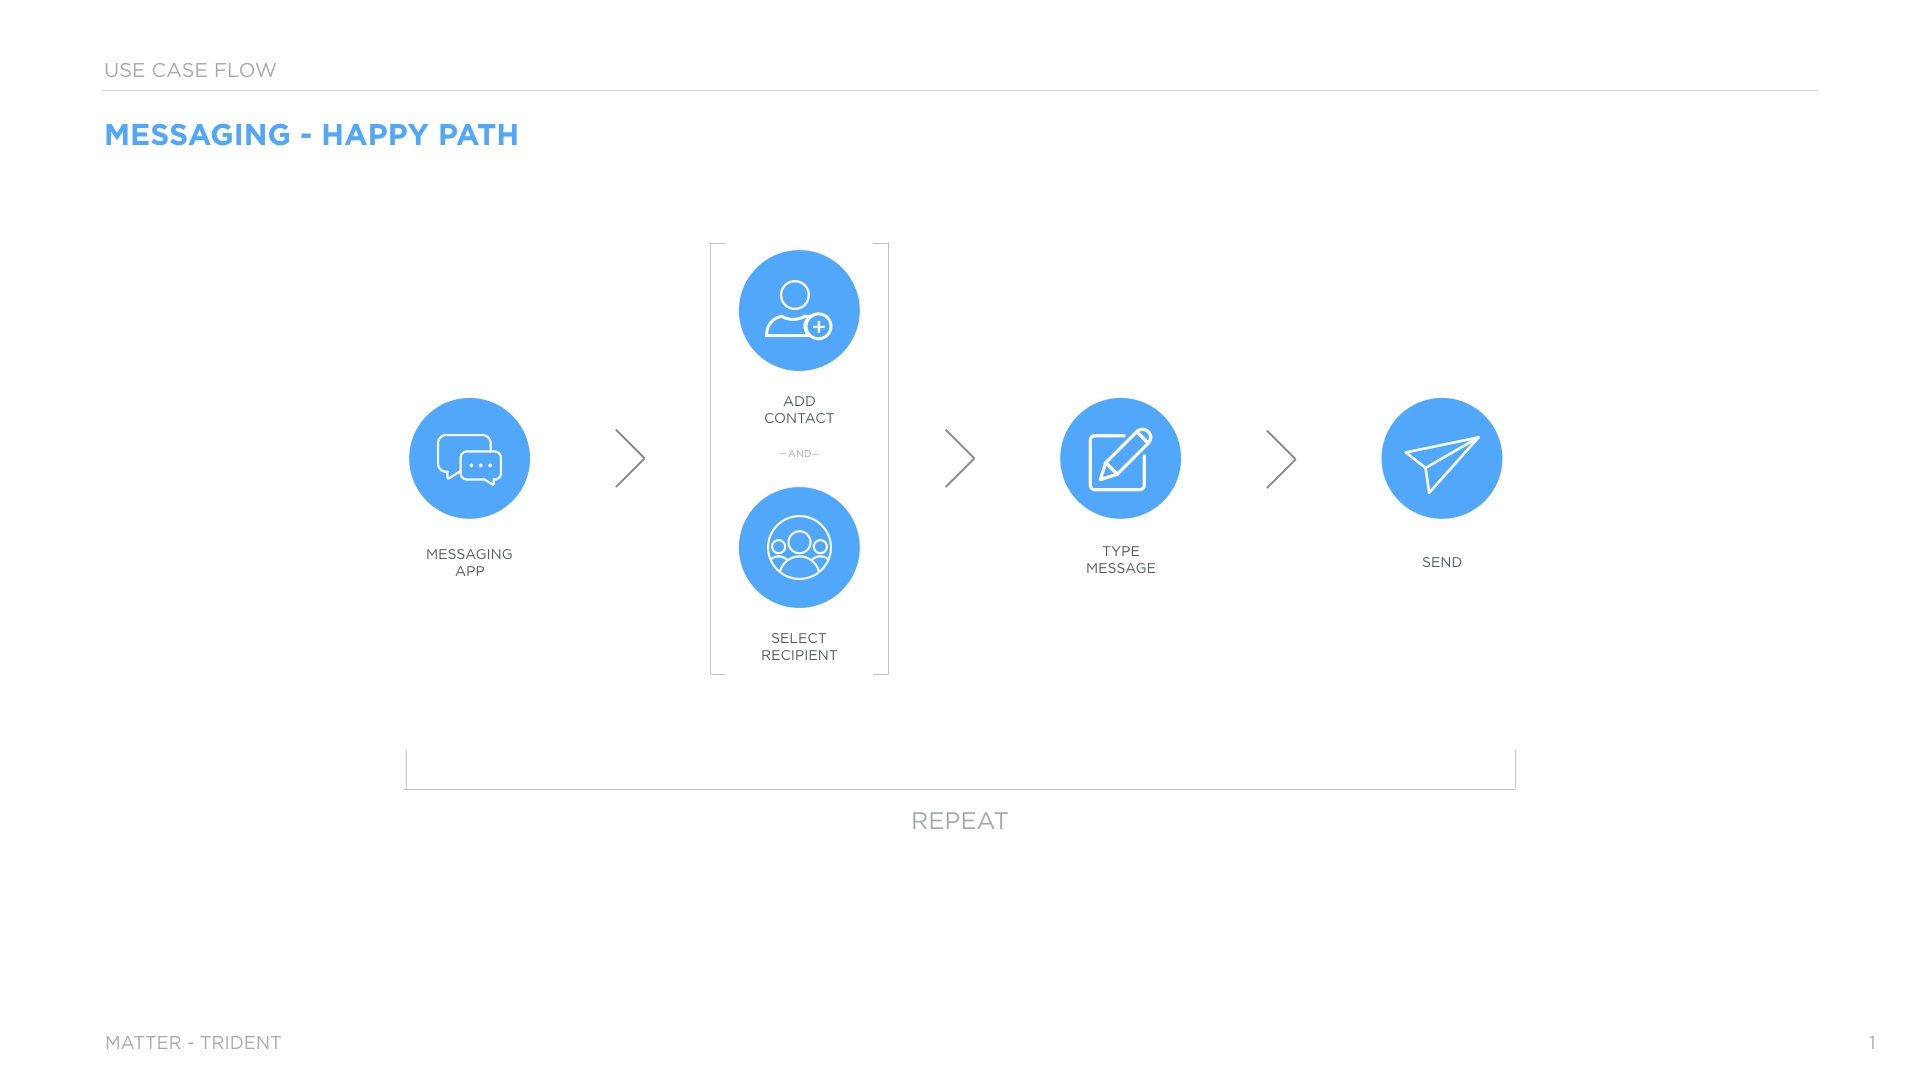 USE CASE FLOW
MESSAGING - HAPPY PATH
MESSAGING
APP
ADD
CONTACT
– AND –
SELECT
RECIPIENT
TYPE
MESSAGE
SEND
REPEAT
MATTER - TRIDENT
1